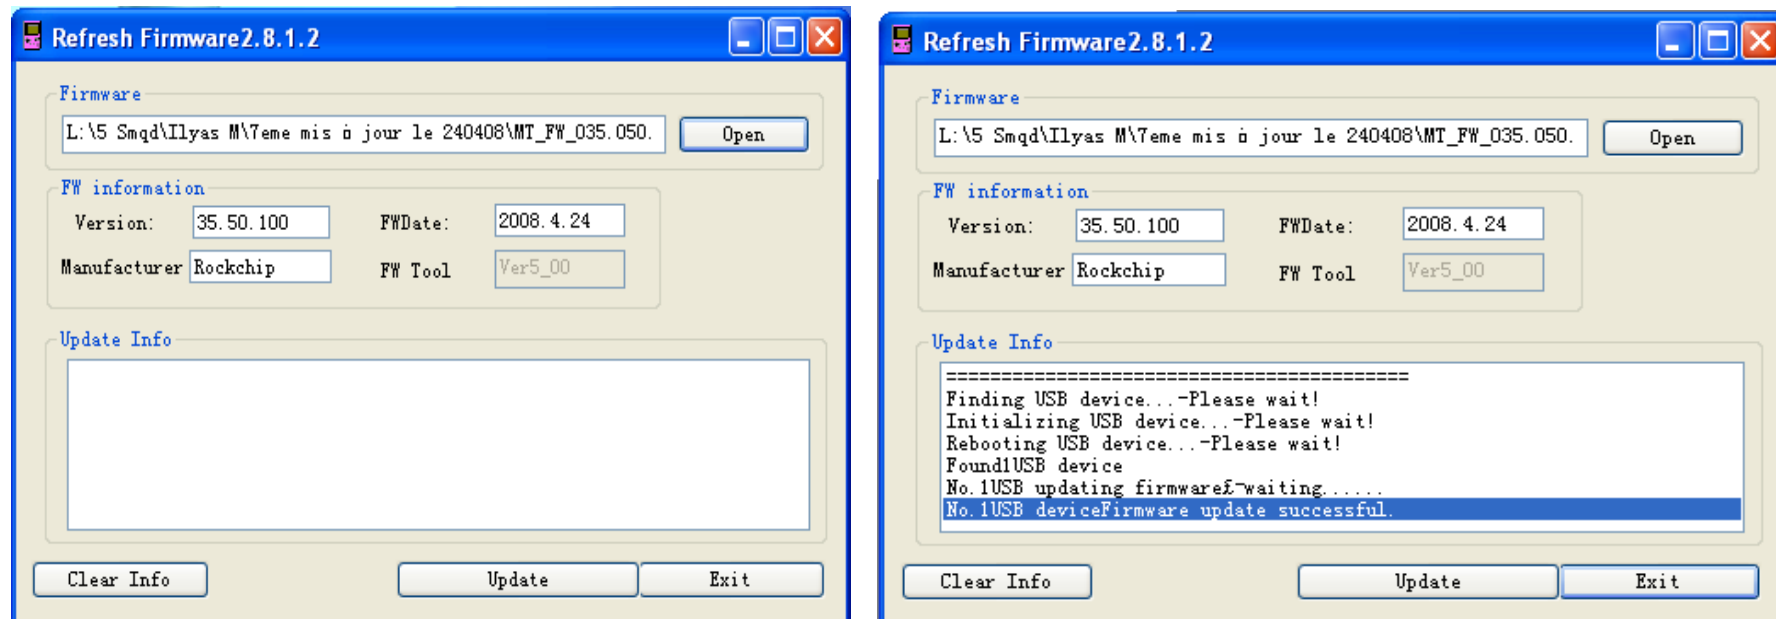 Refresh Firmware2.8.1.2
Firmware
L:\5 Smqd\Ilyas M\7eme mis à jour le 240408\MT_FW_035.050.
Open
FW information
Version: 35.50.100 FWDate: 2008.4.24
Manufacturer Rockchip FW Tool Ver5_00
Update Info
Clear Info Update Exit
Refresh Firmware2.8.1.2
Firmware
L:\5 Smqd\Ilyas M\7eme mis à jour le 240408\MT_FW_035.050.
Open
FW information
Version: 35.50.100 FWDate: 2008.4.24
Manufacturer Rockchip FW Tool Ver5_00
Update Info
==========================================
Finding USB device...-Please wait!
Initializing USB device...-Please wait!
Rebooting USB device...-Please wait!
Found1USB device
No.1USB updating firmware£¬waiting......
No.1USB deviceFirmware update successful.
Clear Info Update Exit